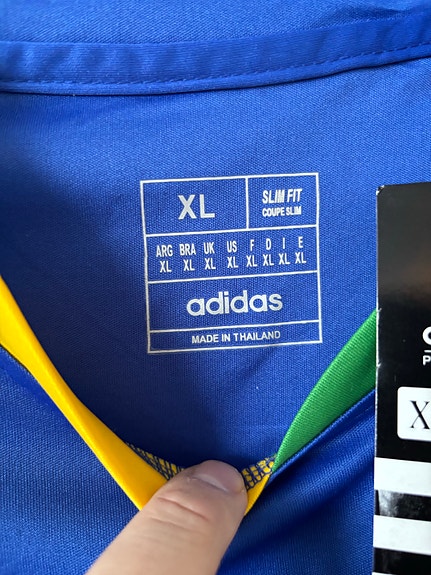 XL
SLIM FIT
COUPE SLIM
ARG BRA UK US F D I E
XL XL XL XL XL XL XL XL
adidas
MADE IN THAILAND